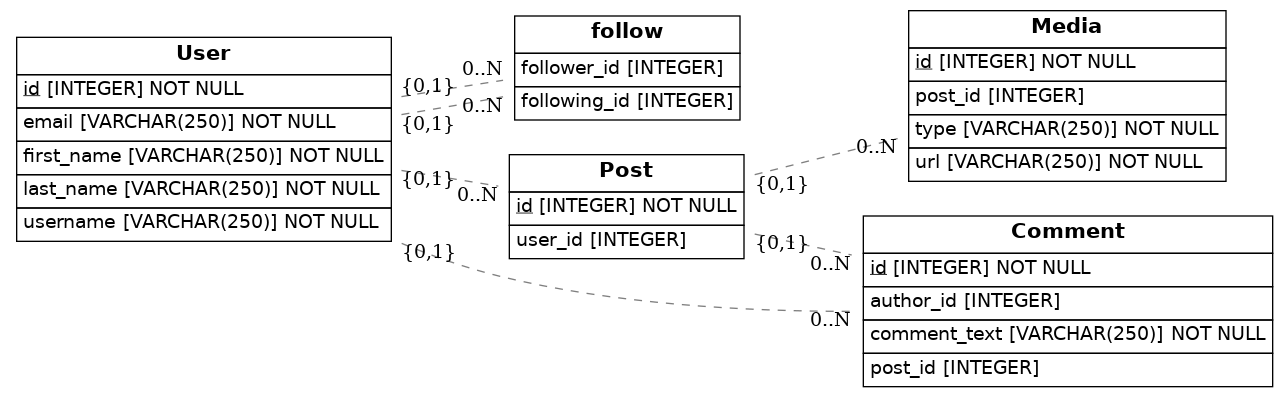 User
id [INTEGER] NOT NULL
email [VARCHAR(250)] NOT NULL
first_name [VARCHAR(250)] NOT NULL
last_name [VARCHAR(250)] NOT NULL
username [VARCHAR(250)] NOT NULL
{0,1}
0..N
{0,1}
0..N
{0,1}
0..N
{0,1}
0..N
follow
follower_id [INTEGER]
following_id [INTEGER]
Post
id [INTEGER] NOT NULL
user_id [INTEGER]
{0,1}
0..N
{0,1}
0..N
Media
id [INTEGER] NOT NULL
post_id [INTEGER]
type [VARCHAR(250)] NOT NULL
url [VARCHAR(250)] NOT NULL
Comment
id [INTEGER] NOT NULL
author_id [INTEGER]
comment_text [VARCHAR(250)] NOT NULL
post_id [INTEGER]